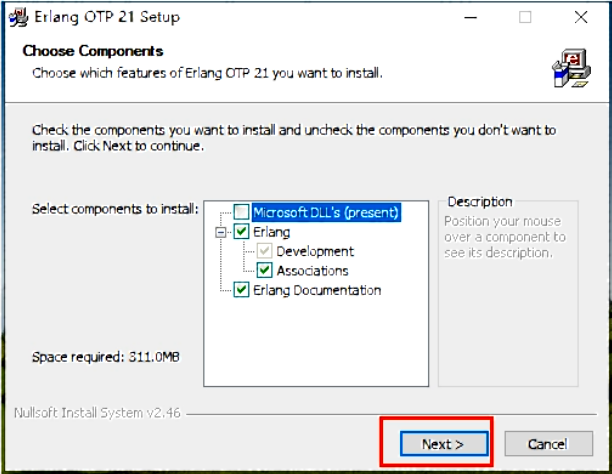 Erlang OTP 21 Setup
Choose Components
Choose which features of Erlang OTP 21 you want to install.
Check the components you want to install and uncheck the components you don't want to
install. Click Next to continue.
Select components to install:
Microsoft DLL's (present)
Erlang
Development
Associations
Erlang Documentation
Description
Position your mouse
over a component to
see its description.
Space required: 311.0MB
Nullsoft Install System v2.46
Next >
Cancel